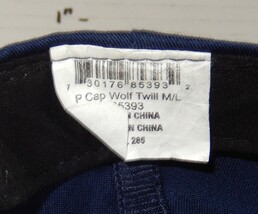 1"
7 30176 85393 2
P Cap Wolf Twill M/L
85393
N CHINA
N CHINA
285